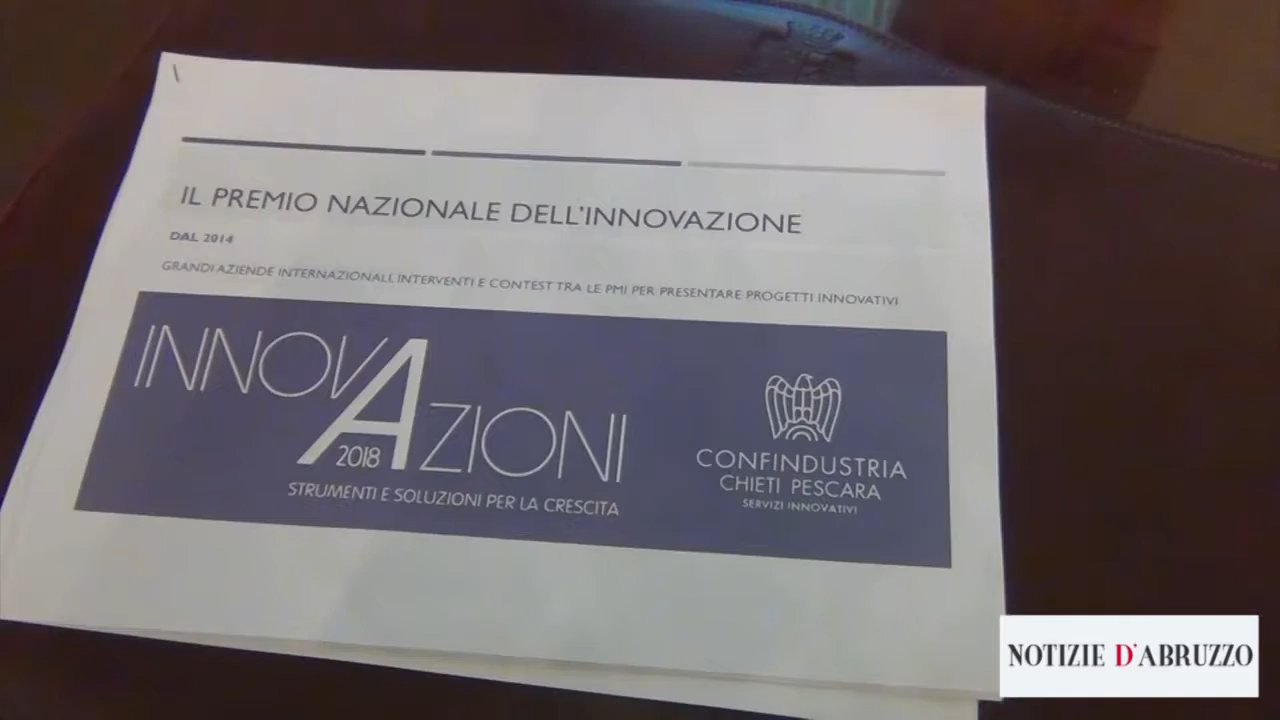 IL PREMIO NAZIONALE DELL'INNOVAZIONE
DAL 2014
GRANDI AZIENDE INTERNAZIONALI, INTERVENTI E CONTEST TRA LE PMI PER PRESENTARE PROGETTI INNOVATIVI
INNOVAZIONI
2018
STRUMENTI E SOLUZIONI PER LA CRESCITA
CONFINDUSTRIA
CHIETI PESCARA
SERVIZI INNOVATIVI
NOTIZIE D'ABRUZZO